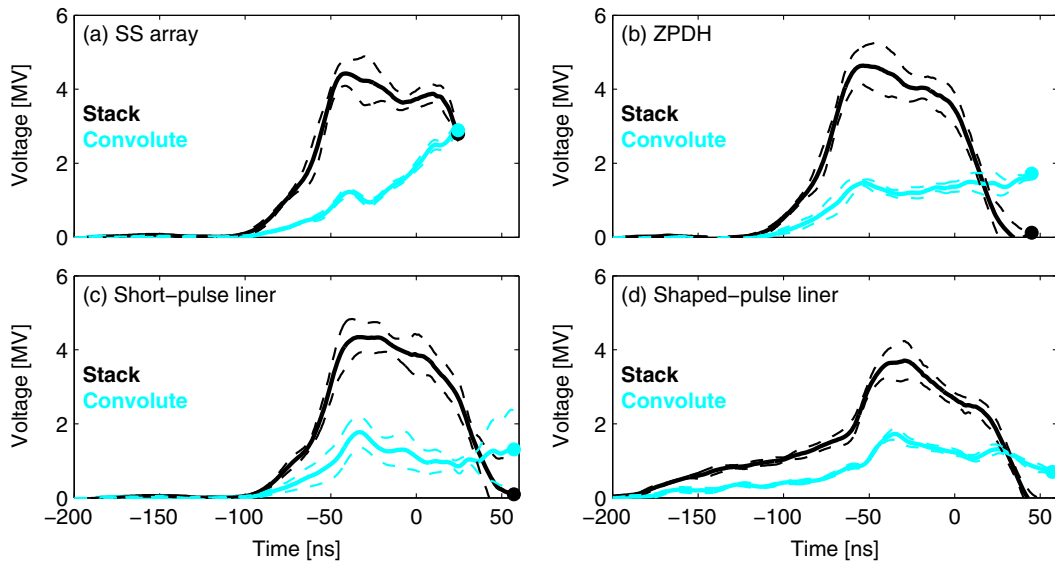 (a) SS array
(b) ZPDH
6
4
2
0
Voltage [MV]
Stack
Convolute
6
4
2
0
Voltage [MV]
(c) Short−pulse liner
(d) Shaped−pulse liner
6
4
2
0
Voltage [MV]
Stack
Convolute
6
4
2
0
Voltage [MV]
Stack
Convolute
−200 −150 −100 −50 0 50
Time [ns]
−200 −150 −100 −50 0 50
Time [ns]